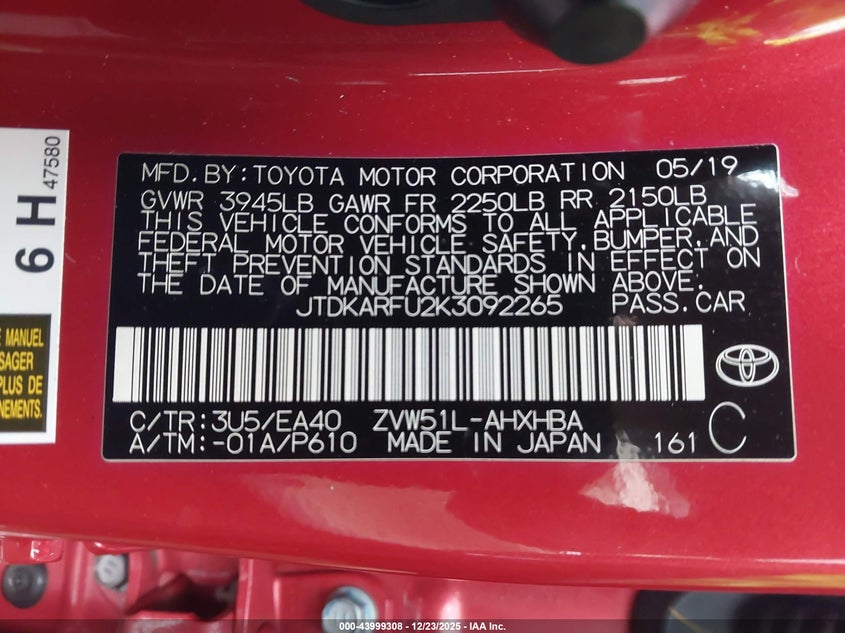 MFD.BY:TOYOTA MOTOR CORPORATION 05/19
GVWR 3945LB GAWR FR 2250LB RR 2150LB
THIS VEHICLE CONFORMS TO ALL APPLICABLE
FEDERAL MOTOR VEHICLE SAFETY,BUMPER,AND
THEFT PREVENTION STANDARDS IN EFFECT ON
THE DATE OF MANUFACTURE SHOWN ABOVE.
JTDKARFU2K3092265 PASS.CAR
C/TR:3U5/EA40 ZVW51L-AHXHBA
A/TM:-01A/P610 MADE IN JAPAN 161 C
6 H
47580
MANUEL
PLUS DE
000-43999308 - 12/23/2025 - IAA Inc.